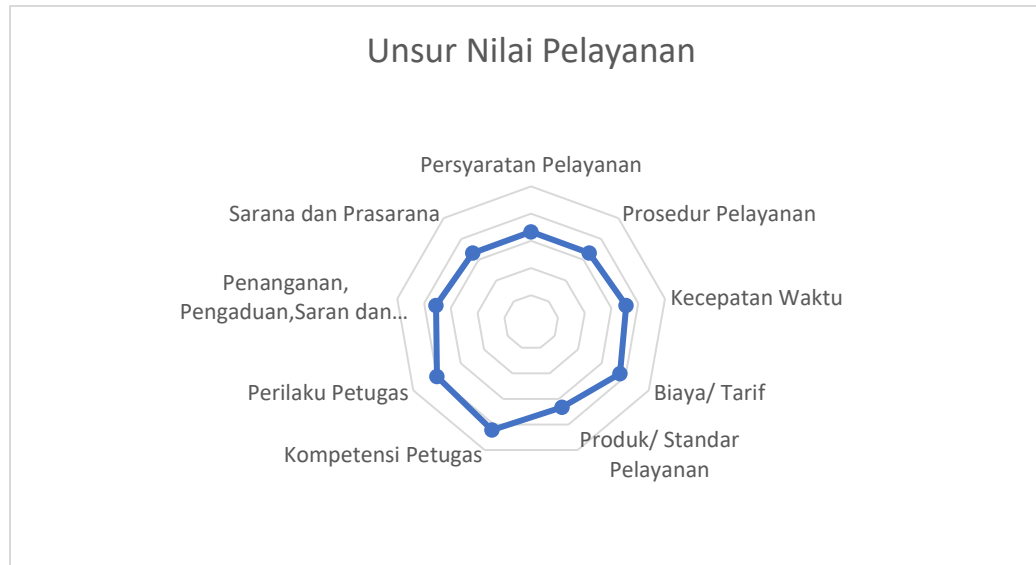 Unsur Nilai Pelayanan
Persyaratan Pelayanan
Prosedur Pelayanan
Kecepatan Waktu
Biaya/ Tarif
Produk/ Standar
Pelayanan
Kompetensi Petugas
Perilaku Petugas
Penanganan,
Pengaduan,Saran dan...
Sarana dan Prasarana